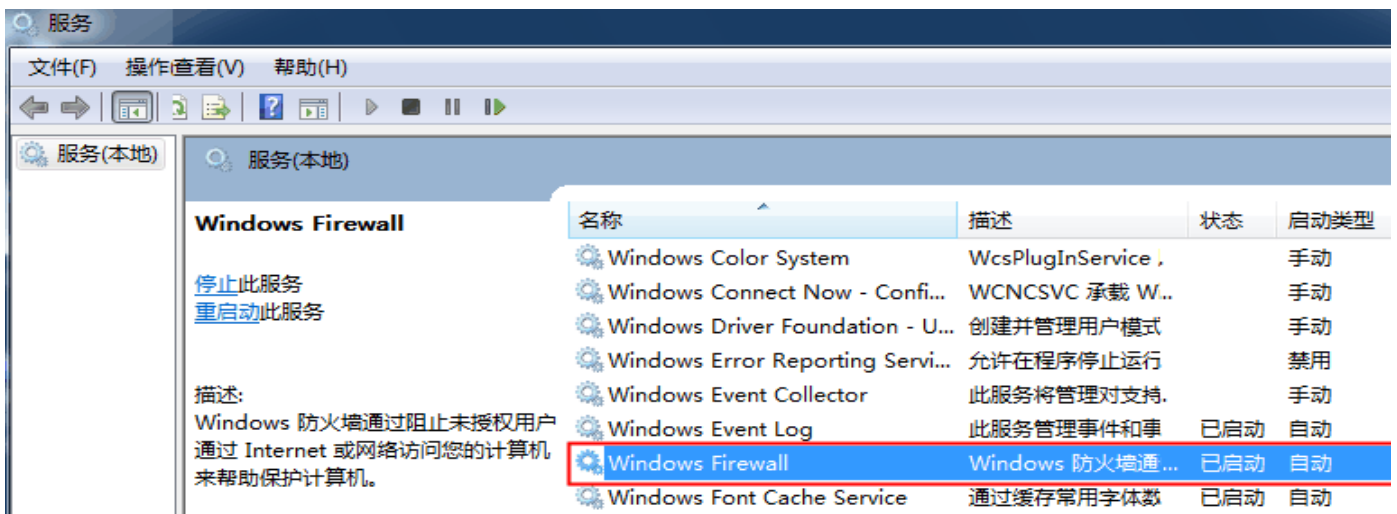 服务
文件(F) 操作 查看(V) 帮助(H)
服务(本地)
服务(本地)
Windows Firewall
停止此服务
重启动此服务
描述:
Windows 防火墙通过阻止未授权用户
通过 Internet 或网络访问您的计算机
来帮助保护计算机。
名称 描述 状态 启动类型
Windows Color System WcsPlugInService , 手动
Windows Connect Now - Confi... WCNCSVC 承载 W... 手动
Windows Driver Foundation - U... 创建并管理用户模式 手动
Windows Error Reporting Servi... 允许在程序停止运行 禁用
Windows Event Collector 此服务将管理对支持. 手动
Windows Event Log 此服务管理事件和事 已启动 自动
Windows Firewall Windows 防火墙通... 已启动 自动
Windows Font Cache Service 通过缓存常用字体数 已启动 自动